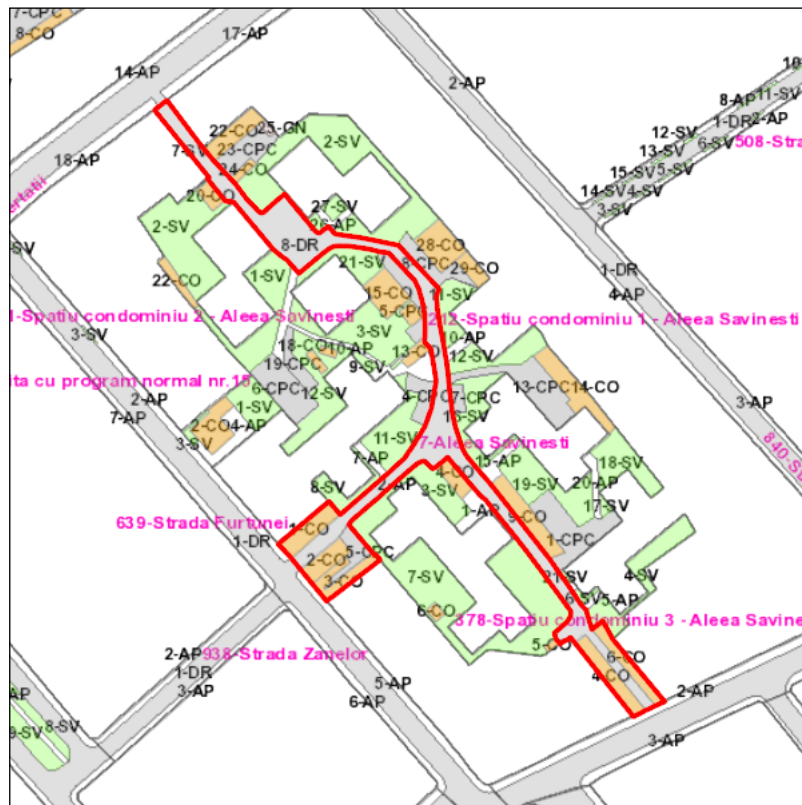 7-CPC
8-CO
17-AP
14-AP
2-AP
10
11-SV
8-AP
2-AP
1-DR
12-SV
6-SV
508-Stra
13-SV
15-SV
5-SV
14-SV
4-SV
3-SV
22-CO
25-GN
2-SV
7-SV
23-CPC
24-CO
18-AP
20-CO
27-SV
26-AP
2-SV
8-DR
28-CO
21-SV
8-CPC
29-CO
1-SV
22-CO
15-CO
11-SV
1-DR
4-AP
5-CPC
1-Spatiu condominiu 2 - Aleea Savinesti
212-Spatiu condominiu 1 - Aleea Savinesti
3-SV
3-SV
10-AP
18-CO
10-AP
13-CO
12-SV
19-CPC
9-SV
ita cu program normal nr.15
6-CPC
12-SV
4-CPC
7-CPC
13-CPC
14-CO
2-AP
1-SV
16-SV
3-AP
7-AP
2-CO
4-AP
3-SV
11-SV
7-Aleea Savinesti
7-AP
15-AP
18-SV
4-CO
8-SV
2-AP
3-SV
19-SV
20-AP
17-SV
1-AP
9-CO
639-Strada Furtunei
1-DR
2-CO
5-CPC
3-CO
1-CPC
7-SV
21-SV
4-SV
6-SV
5-AP
6-CO
378-Spatiu condominiu 3 - Aleea Savine
5-CO
2-AP
938-Strada Zanelor
6-CO
1-DR
4-CO
3-AP
5-AP
2-AP
6-AP
8-SV
9-SV
3-AP